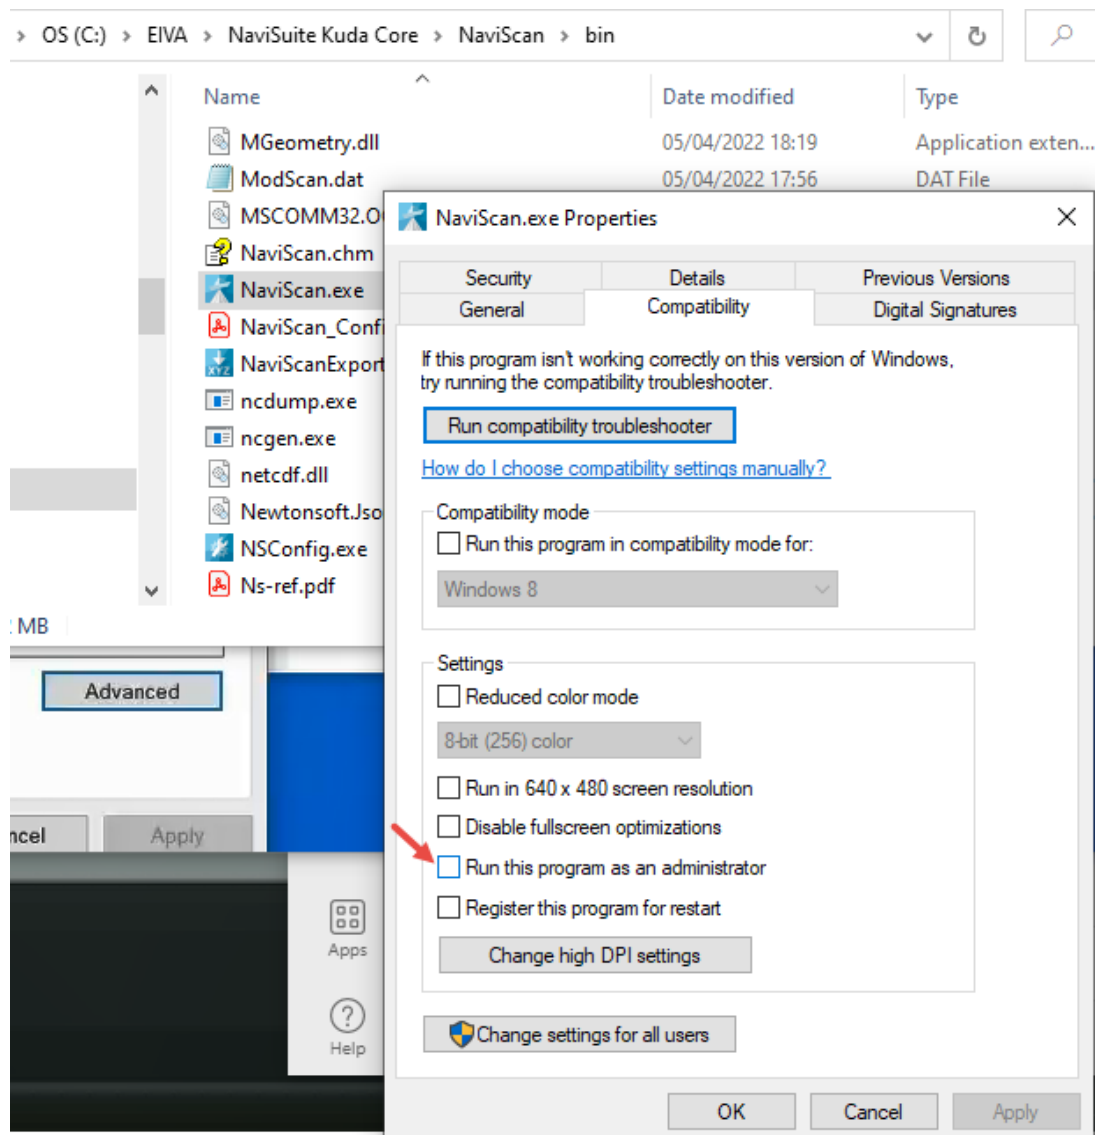 OS (C:) > EIVA > NaviSuite Kuda Core > NaviScan > bin
Name Date modified Type
MGeometry.dll 05/04/2022 18:19 Application exten...
ModScan.dat 05/04/2022 17:56 DAT File
MSCOMM32.O
NaviScan.chm
NaviScan.exe
NaviScan_Confi
NaviScanExport
ncdump.exe
ncgen.exe
netcdf.dll
Newtonsoft.Jso
NSConfig.exe
Ns-ref.pdf
MB
Advanced
ncel Apply
Apps
Help
NaviScan.exe Properties
Security Details Previous Versions
General Compatibility Digital Signatures
If this program isn't working correctly on this version of Windows,
try running the compatibility troubleshooter.
Run compatibility troubleshooter
How do I choose compatibility settings manually?
Compatibility mode
Run this program in compatibility mode for:
Windows 8
Settings
Reduced color mode
8-bit (256) color
Run in 640 x 480 screen resolution
Disable fullscreen optimizations
Run this program as an administrator
Register this program for restart
Change high DPI settings
Change settings for all users
OK Cancel Apply